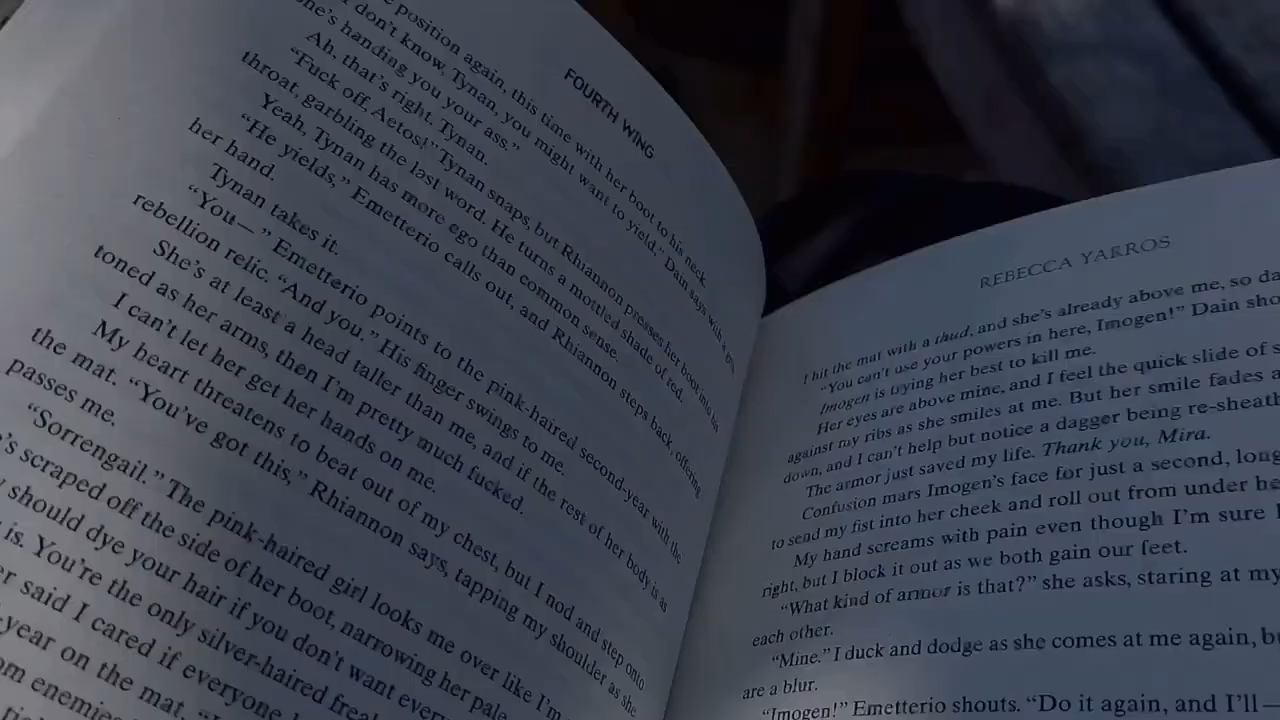 FOURTH WING
position again, this time with her boot to his neck.
don't know, Tynan, you might want to yield," Dain says with a
handing you your ass."
Ah, that's right. Tynan.
"Fuck off, Aetos!" Tynan snaps, but Rhiannon presses her boot into his
throat, garbling the last word. He turns a mottled shade of red.
Yeah, Tynan has more ego than common sense.
"He yields," Emetterio calls out, and Rhiannon steps back, offering
her hand.
Tynan takes it.
"You—" Emetterio points to the pink-haired second-year with the
rebellion relic. "And you." His finger swings to me.
She's at least a head taller than me, and if the rest of her body is as
toned as her arms, then I'm pretty much fucked.
I can't let her get her hands on me.
My heart threatens to beat out of my chest, but I nod and step onto
the mat. "You've got this," Rhiannon says, tapping my shoulder as she
passes me.
"Sorrengail." The pink-haired girl looks me over like I'm
scraped off the side of her boot, narrowing her pale
should dye your hair if you don't want
is. You're the only silver-haired
said I cared if everyone
-year on the mat.
REBECCA YARROS
I hit the mat with a thud, and she's already above me, so
"You can't use your powers in here, Imogen!" Dain
Imogen is trying her best to kill me.
Her eyes are above mine, and I feel the quick slide of
against my ribs as she smiles at me. But her smile fades
down, and I can't help but notice a dagger being
The armor just saved my life. Thank you, Mira.
Confusion mars Imogen's face for just a second,
to send my fist into her cheek and roll out from under
My hand screams with pain even though I'm sure I
right, but I block it out as we both gain our feet.
"What kind of armor is that?" she asks, staring at my
each other.
"Mine." I duck and dodge as she comes at me again,
are a blur.
"Imogen!" Emetterio shouts. "Do it again, and I'll—